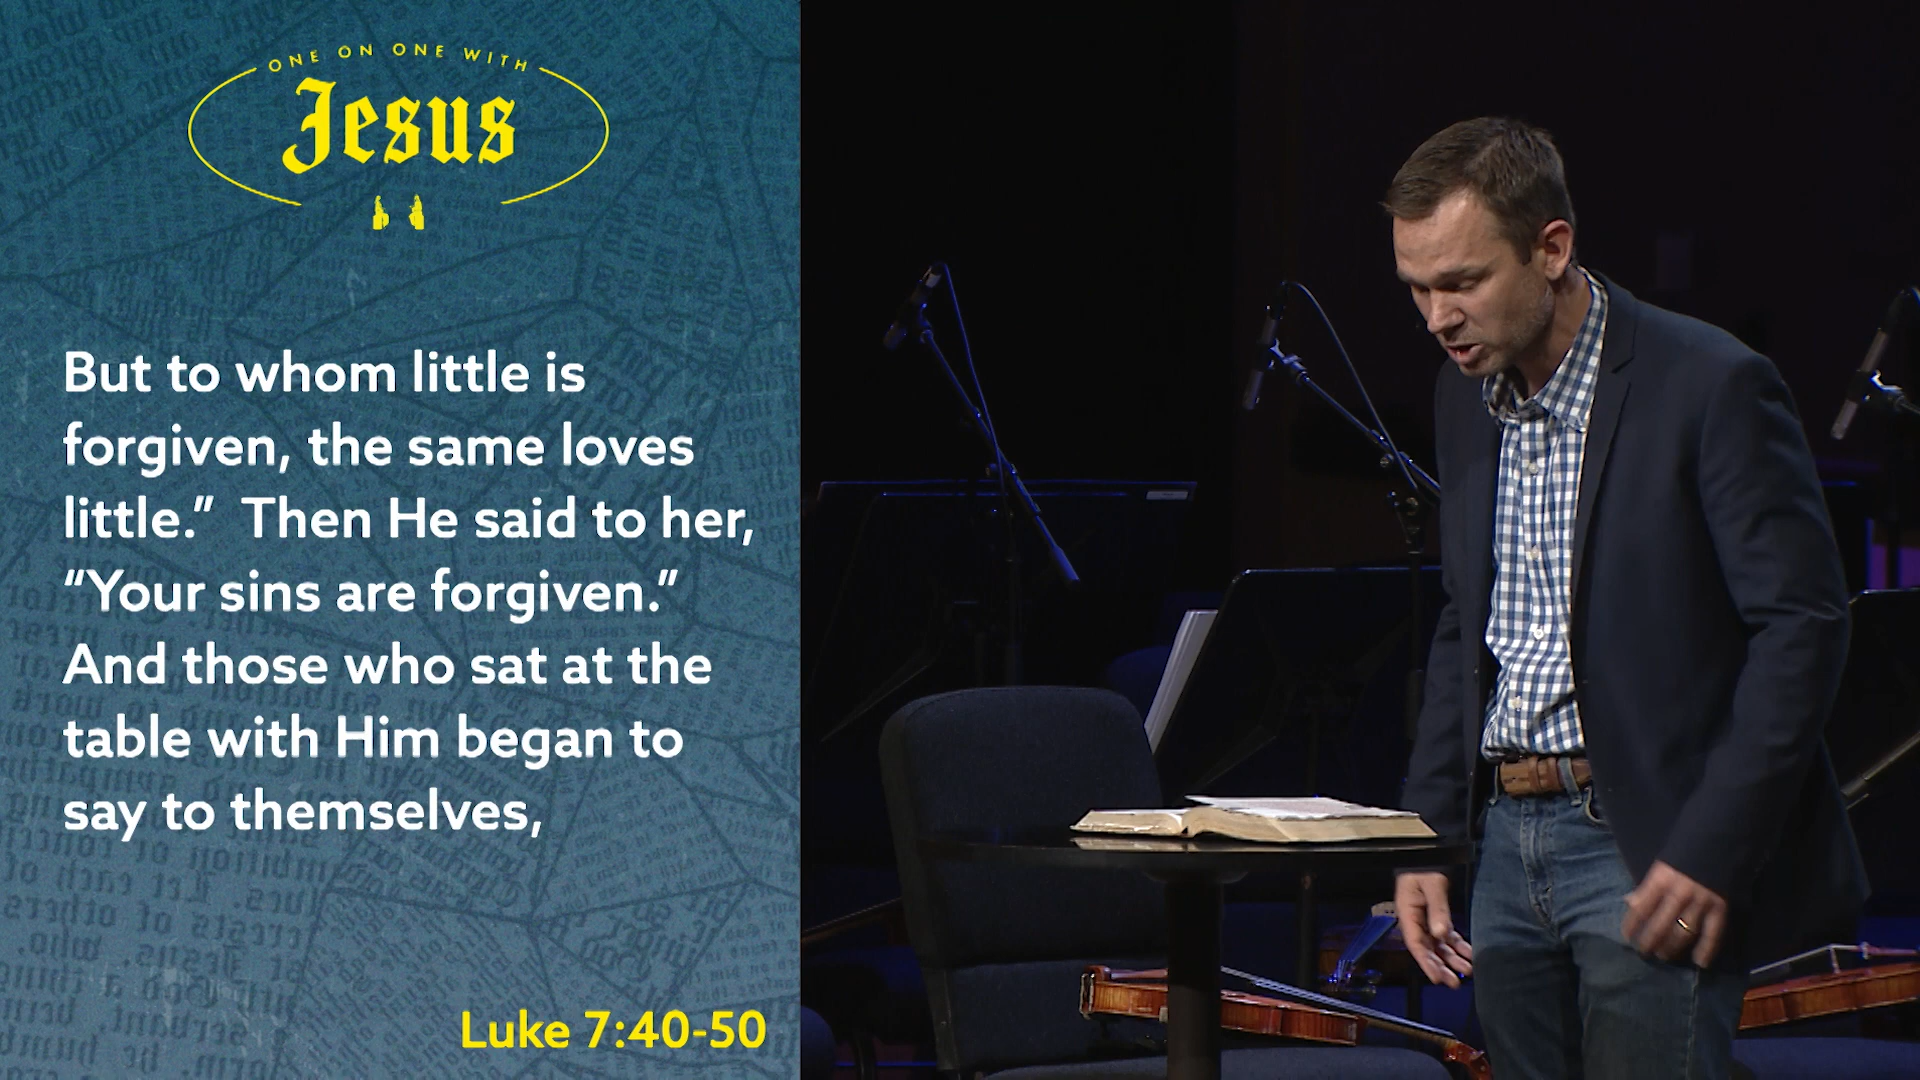 ONE ON ONE WITH
Jesus
But to whom little is
forgiven, the same loves
little.” Then He said to her,
“Your sins are forgiven.”
And those who sat at the
table with Him began to
say to themselves,
Luke 7:40-50